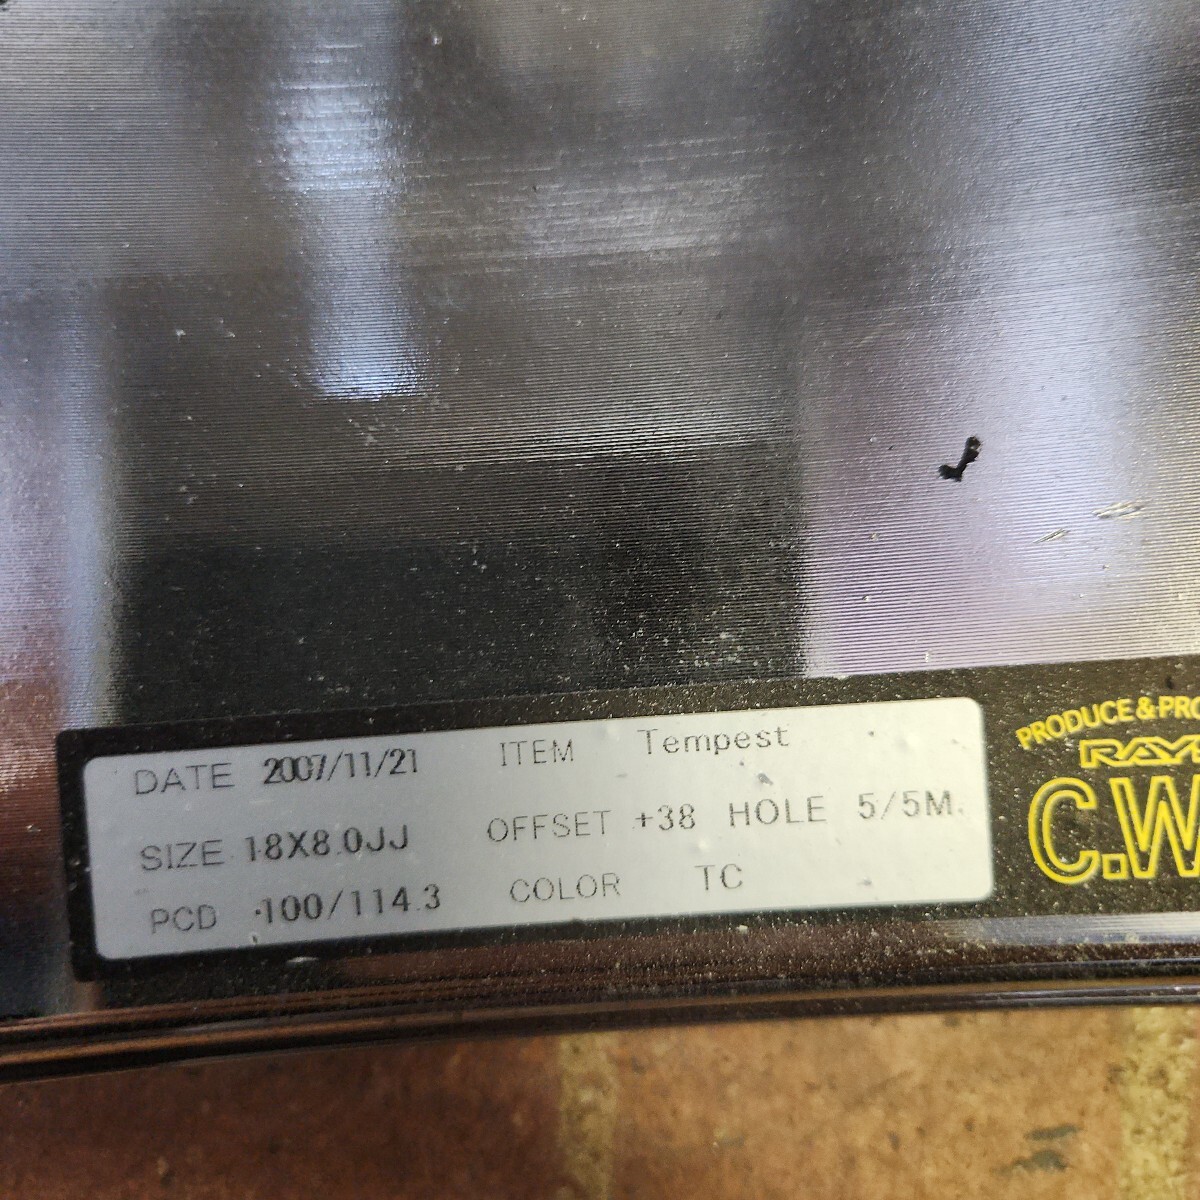 DATE 2007/11/21 ITEM Tempest
SIZE 18X8.0JJ OFFSET +38 HOLE 5/5M
PCD 100/114.3 COLOR TC
PRODUCE & PRO
RAY
C.W